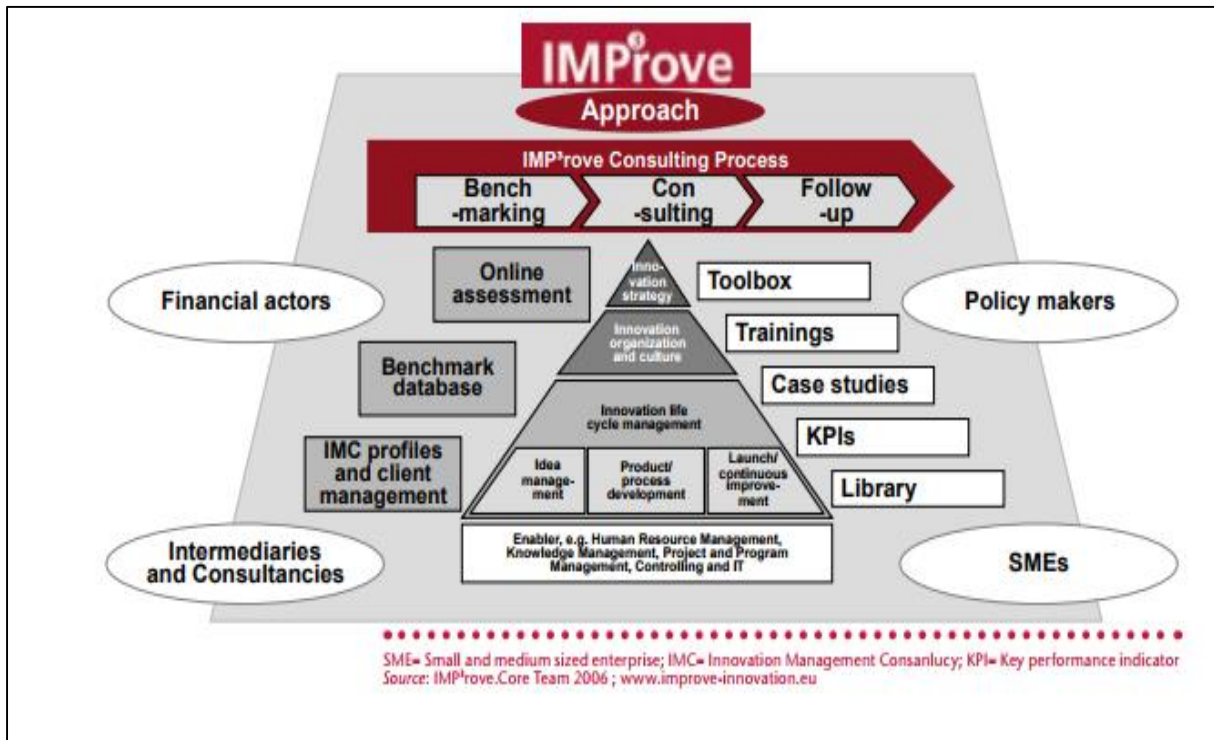 IMP³rove
Approach
IMP³rove Consulting Process
Bench
-marking
Con
-sulting
Follow
-up
Financial actors
Online
assessment
Benchmark
database
IMC profiles
and client
management
Intermediaries
and Consultancies
Inno-
vation
strategy
Innovation
organization
and culture
Innovation life
cycle management
Idea
manage-
ment
Product/
process
development
Launch/
continuous
improve-
ment
Enabler, e.g. Human Resource Management,
Knowledge Management, Project and Program
Management, Controlling and IT
Toolbox
Trainings
Case studies
KPIs
Library
Policy makers
SMEs
SME= Small and medium sized enterprise; IMC= Innovation Management Consanlucy; KPI= Key performance indicator
Source: IMP³rove.Core Team 2006 ; www.improve-innovation.eu